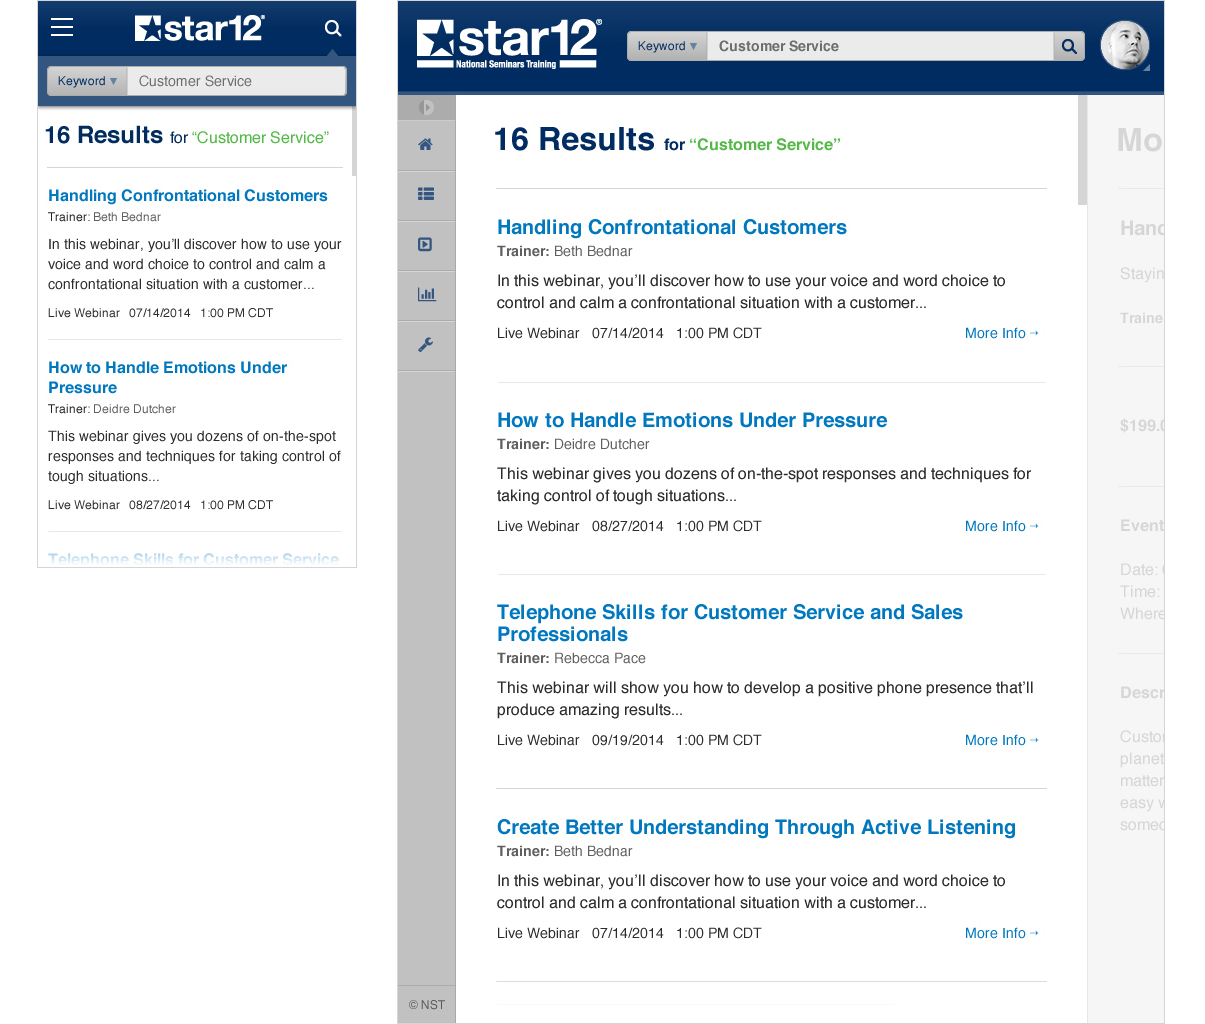 star12®
Keyword ▾ Customer Service
16 Results for “Customer Service”
Handling Confrontational Customers
Trainer: Beth Bednar
In this webinar, you’ll discover how to use your
voice and word choice to control and calm a
confrontational situation with a customer...
Live Webinar 07/14/2014 1:00 PM CDT
How to Handle Emotions Under
Pressure
Trainer: Deidre Dutcher
This webinar gives you dozens of on-the-spot
responses and techniques for taking control of
tough situations...
Live Webinar 08/27/2014 1:00 PM CDT
Telephone Skills for Customer Service
star12®
National Seminars Training
Keyword ▾ Customer Service
16 Results for “Customer Service”
Handling Confrontational Customers
Trainer: Beth Bednar
In this webinar, you’ll discover how to use your voice and word choice to
control and calm a confrontational situation with a customer...
Live Webinar 07/14/2014 1:00 PM CDT More Info →
How to Handle Emotions Under Pressure
Trainer: Deidre Dutcher
This webinar gives you dozens of on-the-spot responses and techniques for
taking control of tough situations...
Live Webinar 08/27/2014 1:00 PM CDT More Info →
Telephone Skills for Customer Service and Sales
Professionals
Trainer: Rebecca Pace
This webinar will show you how to develop a positive phone presence that’ll
produce amazing results...
Live Webinar 09/19/2014 1:00 PM CDT More Info →
Create Better Understanding Through Active Listening
Trainer: Beth Bednar
In this webinar, you’ll discover how to use your voice and word choice to
control and calm a confrontational situation with a customer...
Live Webinar 07/14/2014 1:00 PM CDT More Info →
© NST
Mo
Hand
Stayin
Traine
$199.0
Event
Date:
Time:
Where
Descr
Custo
planet
matter
easy w
someo